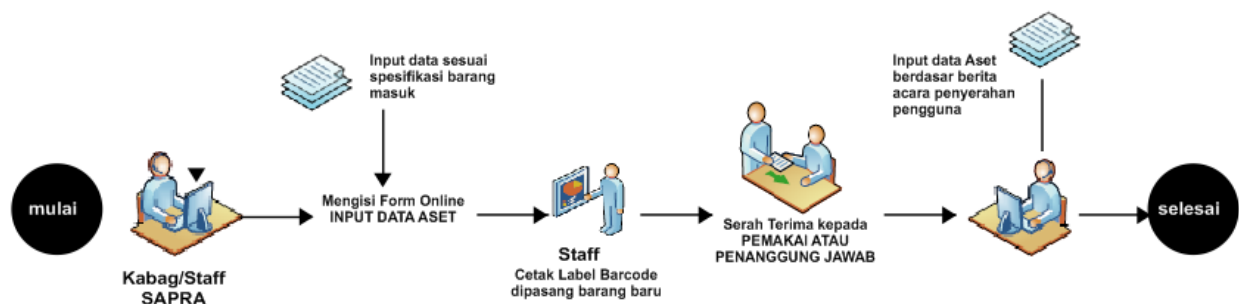 mulai
Kabag/Staff
SAPRA
Input data sesuai
spesifikasi barang
masuk
Mengisi Form Online
INPUT DATA ASET
Staff
Cetak Label Barcode
dipasang barang baru
Serah Terima kepada
PEMAKAI ATAU
PENANGGUNG JAWAB
Input data Aset
berdasar berita
acara penyerahan
pengguna
selesai